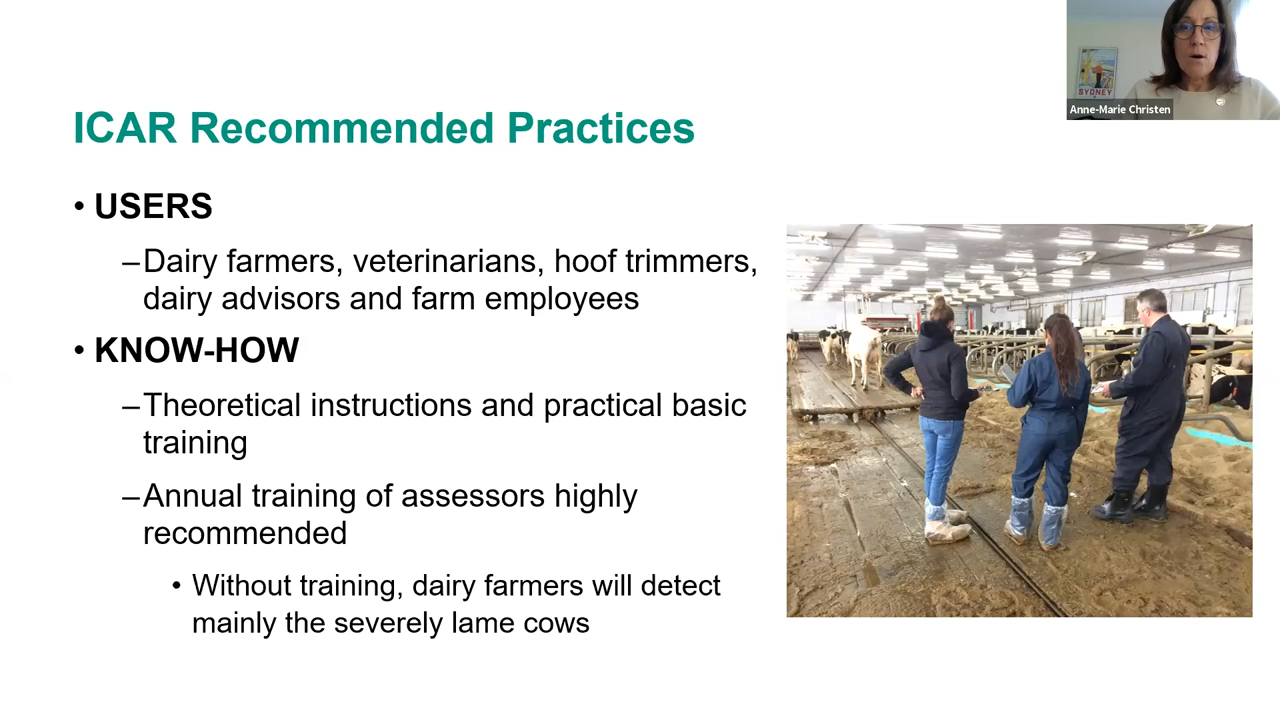 SYDNEY
Anne-Marie Christen
ICAR Recommended Practices
• USERS
–Dairy farmers, veterinarians, hoof trimmers,
dairy advisors and farm employees
• KNOW-HOW
–Theoretical instructions and practical basic
training
–Annual training of assessors highly
recommended
• Without training, dairy farmers will detect
mainly the severely lame cows